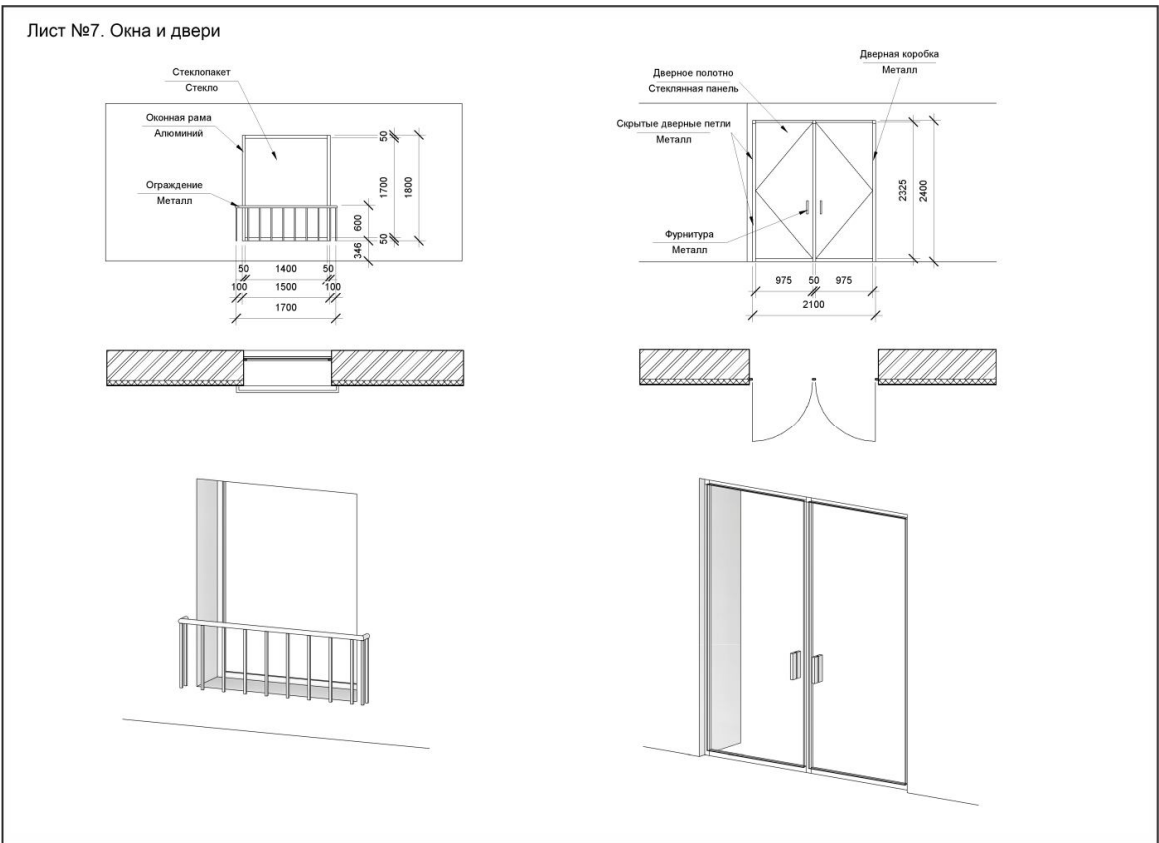 Лист №7. Окна и двери
Стеклопакет
Стекло
Оконная рама
Алюминий
Ограждение
Металл
50
1700
1800
600
50
346
50 1400 50
100 1500 100
1700
Дверная коробка
Металл
Дверное полотно
Стеклянная панель
Скрытые дверные петли
Металл
Фурнитура
Металл
2325
2400
975 50 975
2100